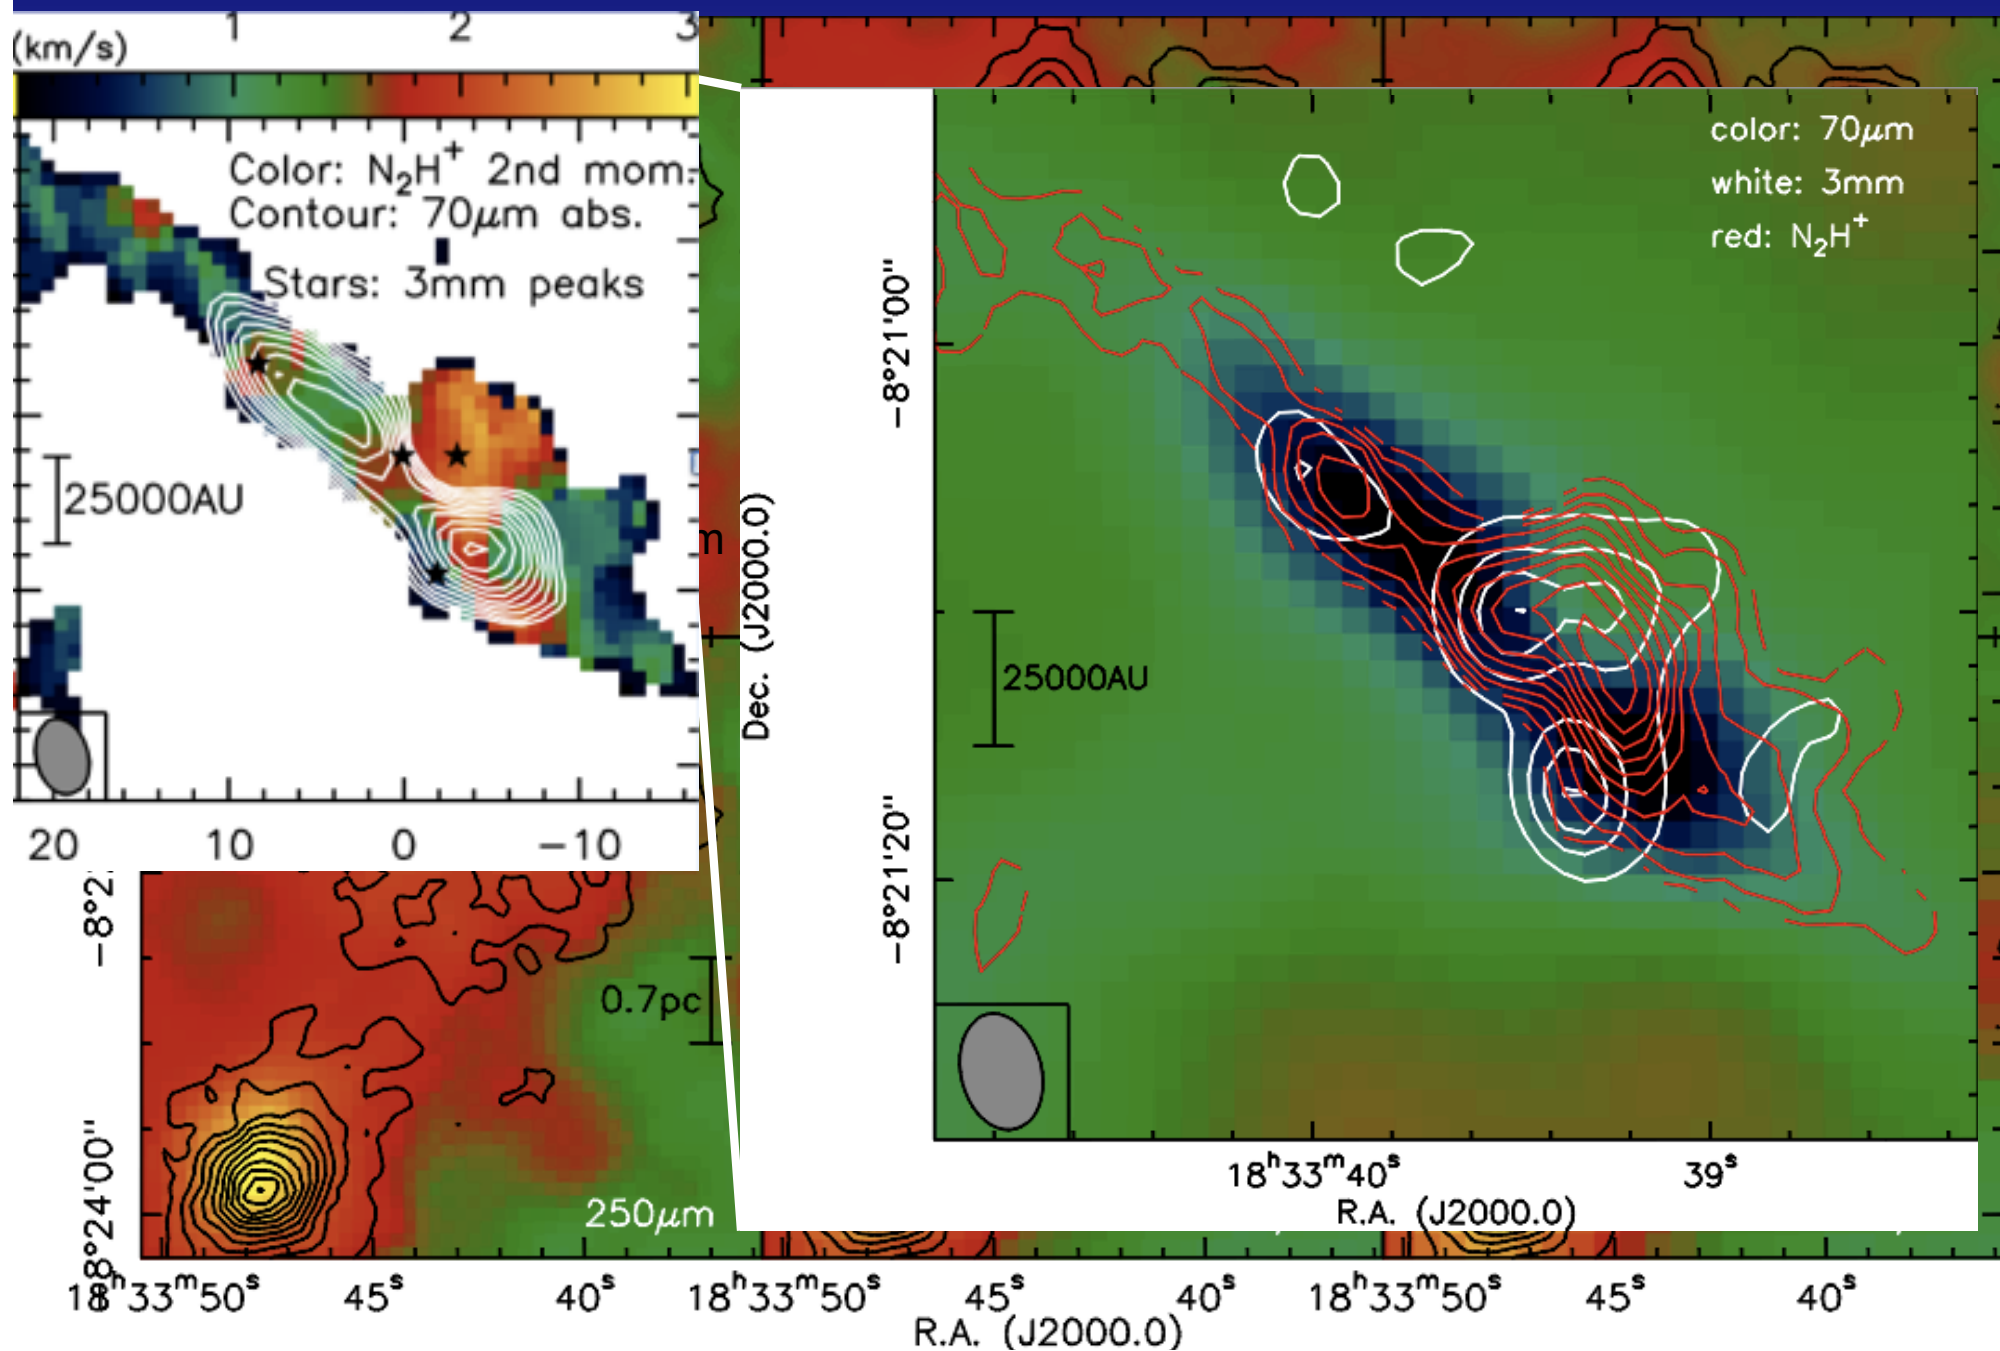 1 2 3
(km/s)
Color: N₂H⁺ 2nd mom.
Contour: 70μm abs.
Stars: 3mm peaks
25000AU
20 10 0 −10
color: 70μm
white: 3mm
red: N₂H⁺
−8°21'00"
Dec. (J2000.0)
25000AU
−8°21'20"
18ʰ33ᵐ40ˢ 39ˢ
R.A. (J2000.0)
m
0.7pc
250μm
8°24'00"
18ʰ33ᵐ50ˢ 45ˢ 40ˢ 18ʰ33ᵐ50ˢ 45ˢ 40ˢ 18ʰ33ᵐ50ˢ 45ˢ 40ˢ
R.A. (J2000.0)